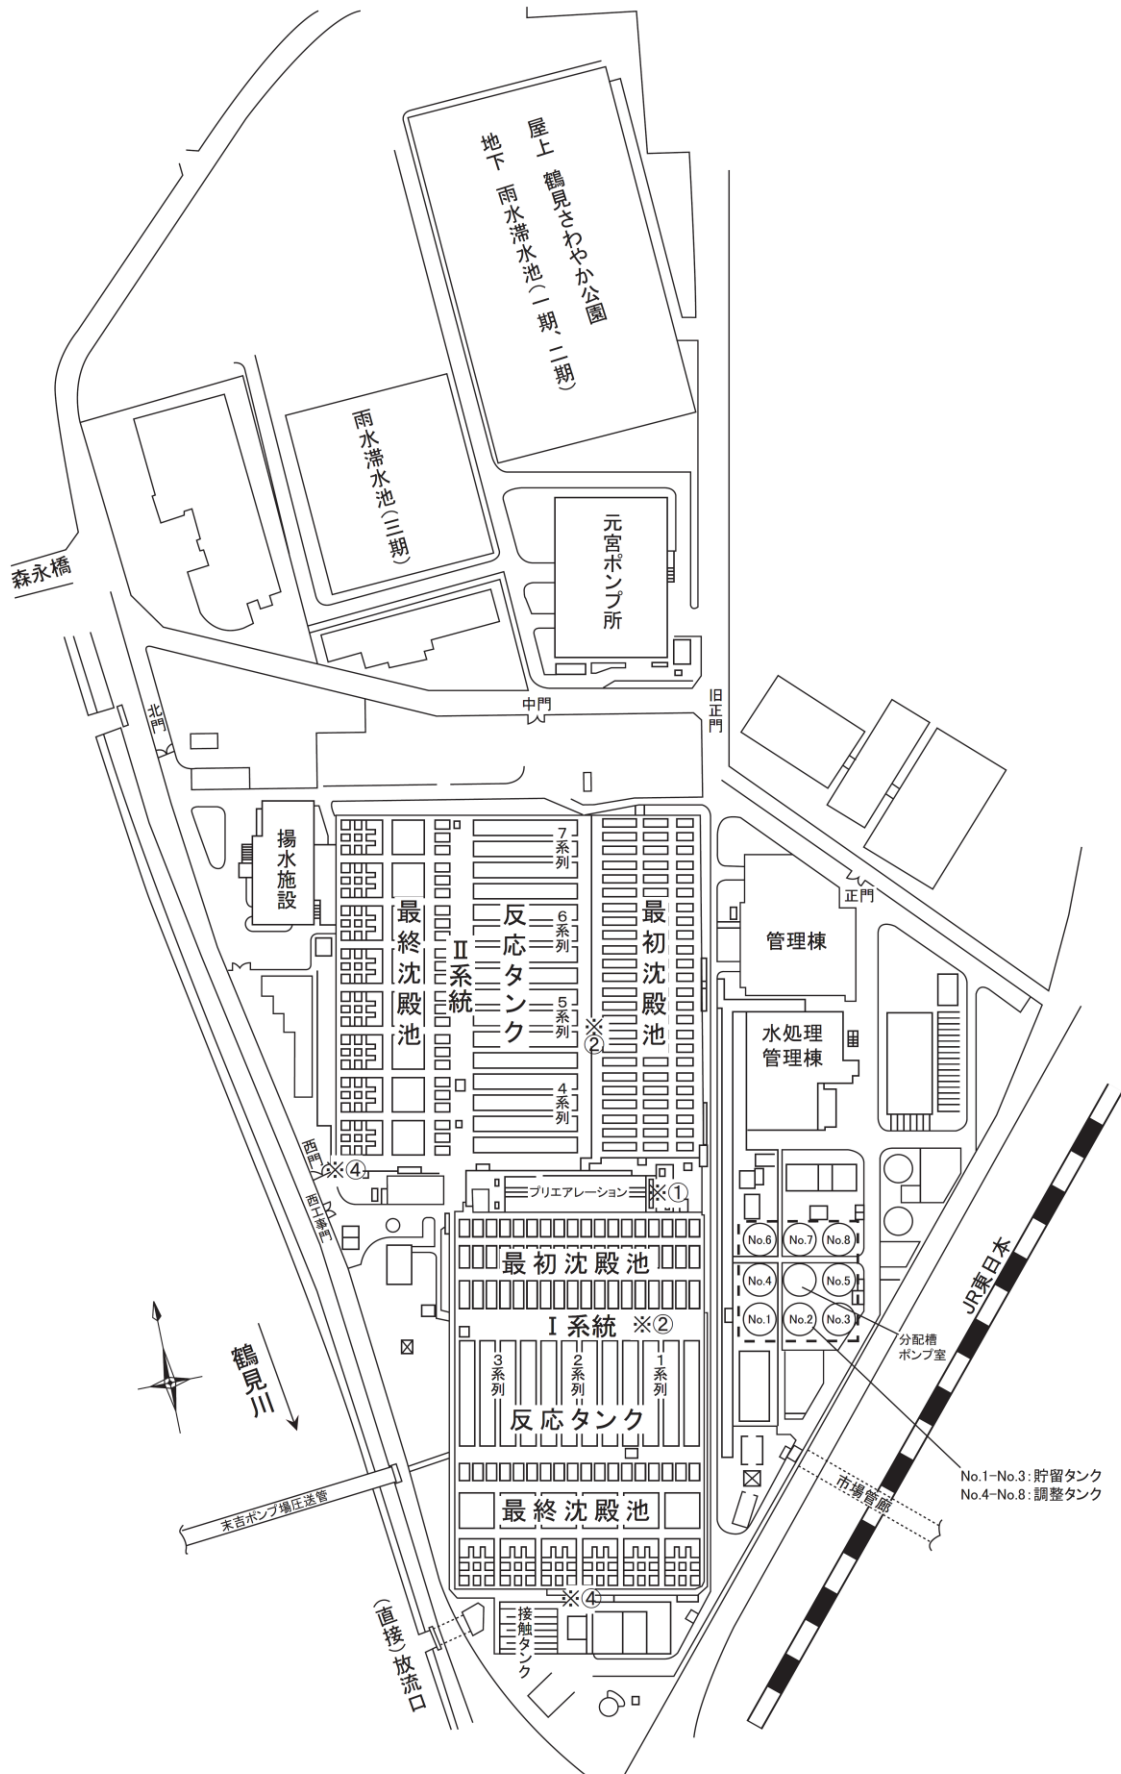 屋上　鶴見さわやか公園
地下　雨水滞水池(一期、二期)
雨水滞水池(三期)
元宮ポンプ所
森永橋
北門
中門
旧正門
正門
揚水施設
最終沈殿池
Ⅱ系統
反応タンク
7系列
6系列
5系列
4系列
※②
最初沈殿池
管理棟
水処理
管理棟
西門
※④
西工事門
プリエアレーション
※①
最初沈殿池
Ⅰ系統 ※②
3系列
2系列
1系列
反応タンク
最終沈殿池
※④
接触タンク
No.6
No.7
No.8
No.4
No.5
No.1
No.2
No.3
分配槽
ポンプ室
JR東日本
No.1-No.3：貯留タンク
No.4-No.8：調整タンク
市場管廊
鶴見川
末吉ポンプ場圧送管
(直接)放流口